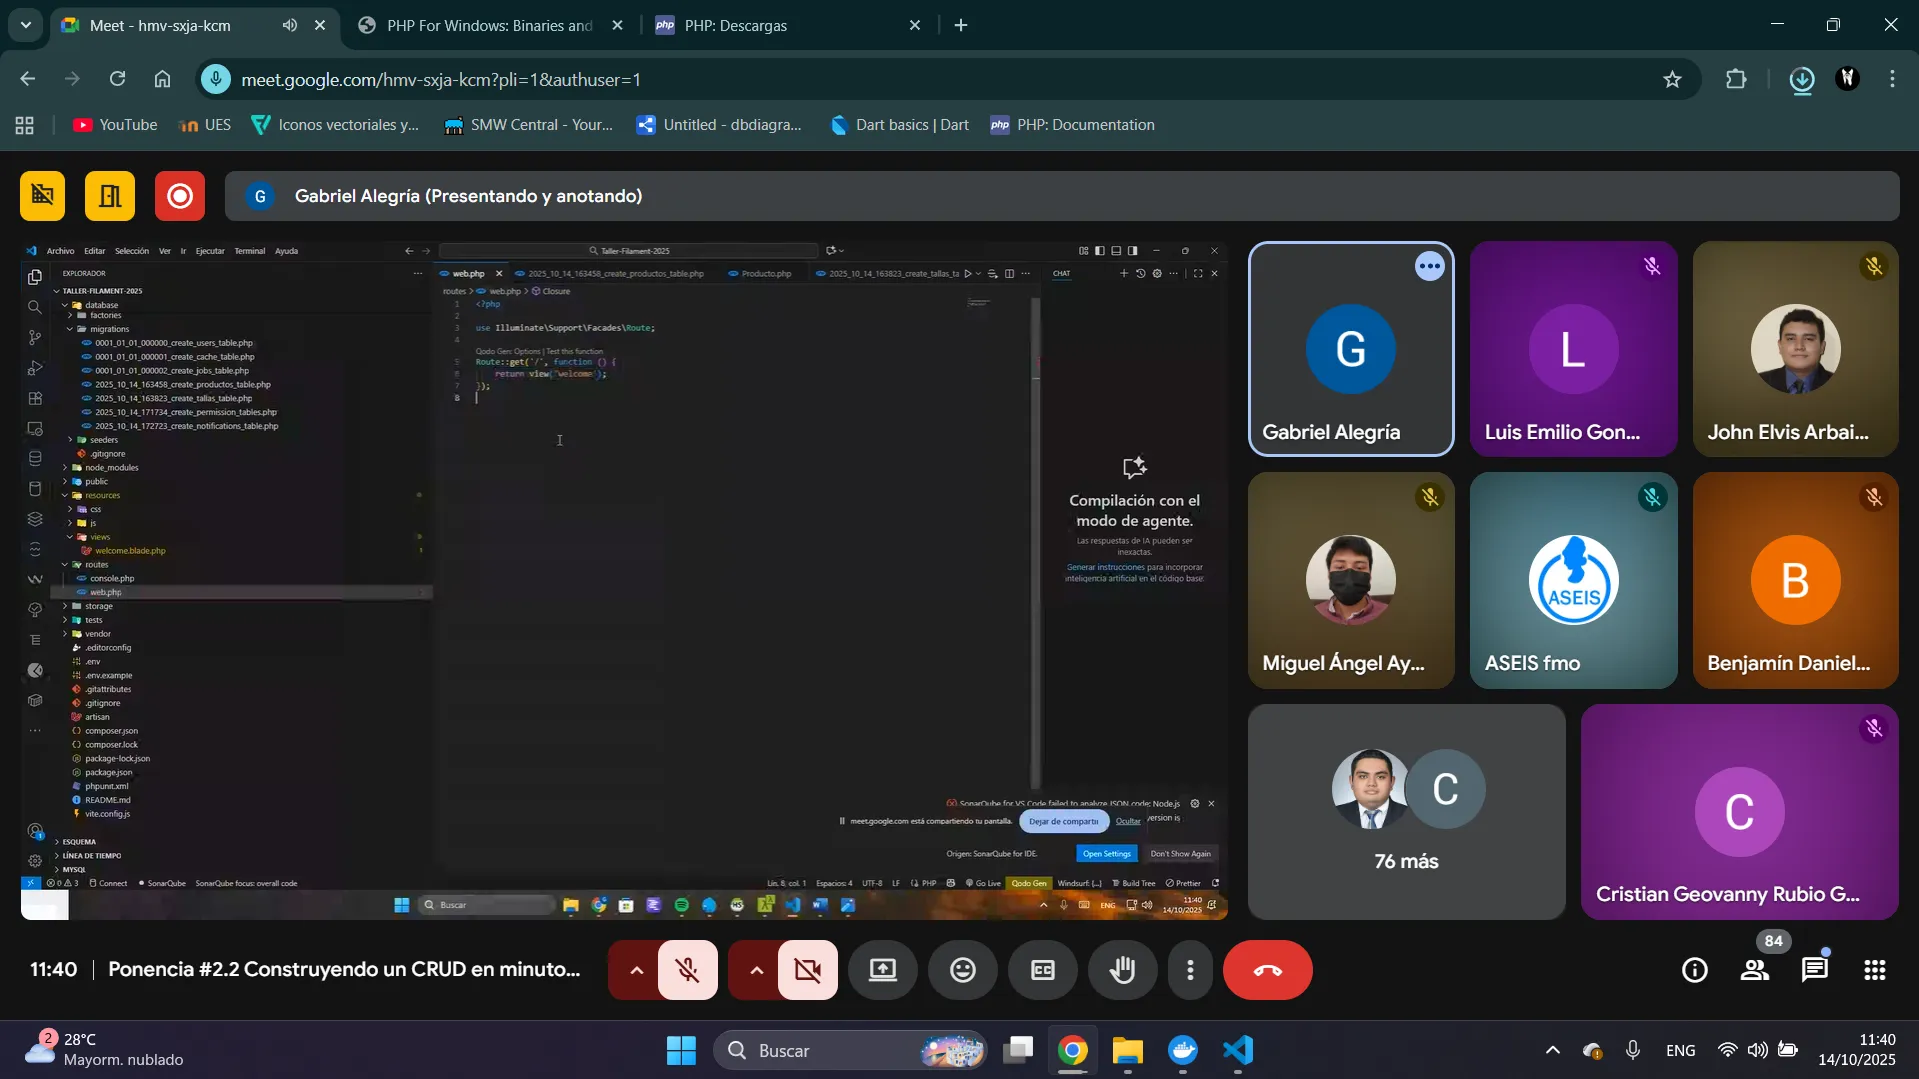 Meet - hmv-sxja-kcm
PHP For Windows: Binaries and
PHP: Descargas
meet.google.com/hmv-sxja-kcm?pli=1&authuser=1
YouTube
UES
Iconos vectoriales y...
SMW Central - Your...
Untitled - dbdiagra...
Dart basics | Dart
PHP: Documentation
G
Gabriel Alegría (Presentando y anotando)
Archivo Editar Selección Ver Ir Ejecutar Terminal Ayuda
Taller-Filament-2025
EXPLORADOR
TALLER-FILAMENT-2025
database
factories
migrations
0001_01_01_000000_create_users_table.php
0001_01_01_000001_create_cache_table.php
0001_01_01_000002_create_jobs_table.php
2025_10_14_163458_create_productos_table.php
2025_10_14_163823_create_tallas_table.php
2025_10_14_171734_create_permission_tables.php
2025_10_14_172723_create_notifications_table.php
seeders
.gitignore
node_modules
public
resources
css
js
views
welcome.blade.php
routes
console.php
web.php
storage
tests
vendor
.editorconfig
.env
.env.example
.gitattributes
.gitignore
artisan
composer.json
composer.lock
package-lock.json
package.json
phpunit.xml
README.md
vite.config.js
ESQUEMA
LÍNEA DE TIEMPO
MYSQL
web.php
2025_10_14_163458_create_productos_table.php
Producto.php
2025_10_14_163823_create_tallas_ta
routes > web.php > Closure
1 <?php
2
3 use Illuminate\Support\Facades\Route;
4
Qodo Gen: Options | Test this function
5 Route::get('/', function () {
6 return view('welcome');
7 });
8
CHAT
Compilación con el
modo de agente.
Las respuestas de IA pueden ser
inexactas.
Generar instrucciones para incorporar
inteligencia artificial en el código base.
SonarQube for VS Code failed to analyze JSON code: Node.js
version is
meet.google.com está compartiendo tu pantalla.
Dejar de compartir
Ocultar
Origen: SonarQube for IDE
Open Settings
Don't Show Again
0 3 Connect SonarQube SonarQube focus: overall code
Lín. 8, col. 1 Espacios: 4 UTF-8 LF PHP Go Live Qodo Gen Windsurf: {...} Build Tree Prettier
Buscar
ENG
11:40
14/10/2025
G
Gabriel Alegría
L
Luis Emilio Gon...
John Elvis Arbai...
Miguel Ángel Ay...
ASEIS
ASEIS fmo
B
Benjamín Daniel...
C
76 más
C
Cristian Geovanny Rubio G...
11:40
Ponencia #2.2 Construyendo un CRUD en minuto...
84
2
28°C
Mayorm. nublado
Buscar
ENG
11:40
14/10/2025